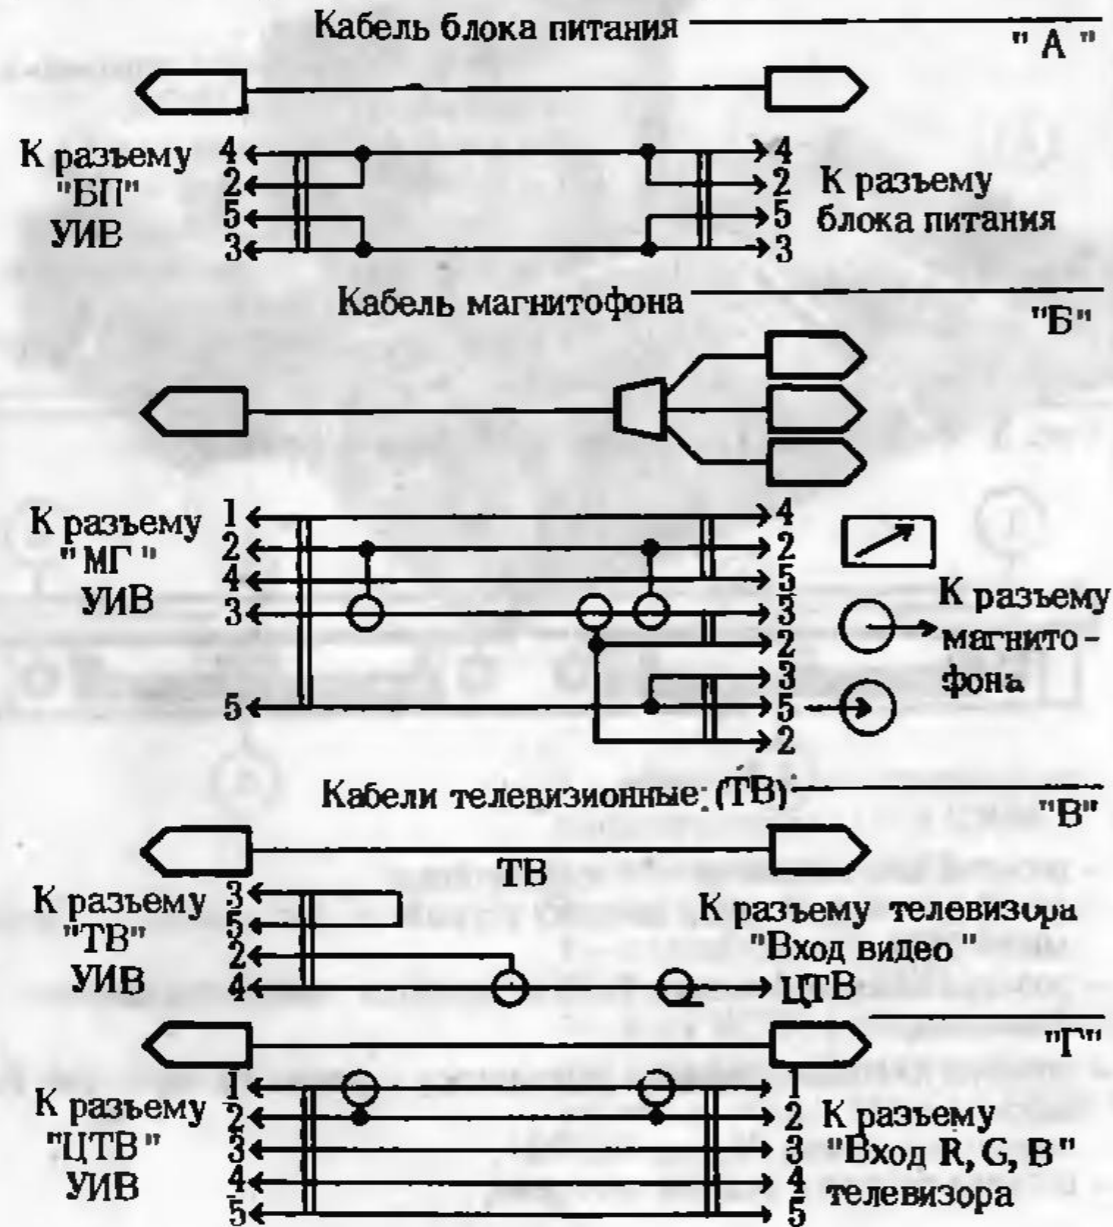 Кабель блока питания
"А"
К разъему
"БП"
УИВ
4
2
5
3
4
2
5
3
К разъему
блока питания
Кабель магнитофона
"Б"
К разъему
"МГ"
УИВ
1
2
4
3
5
4
2
5
3
2
3
5
2
К разъему
магнито-
фона
Кабели телевизионные: (ТВ)
"В"
ТВ
К разъему
"ТВ"
УИВ
3
5
2
4
К разъему телевизора
"Вход видео"
ЦТВ
"Г"
К разъему
"ЦТВ"
УИВ
1
2
3
4
5
1
2
3
4
5
К разъему
"Вход R, G, B"
телевизора